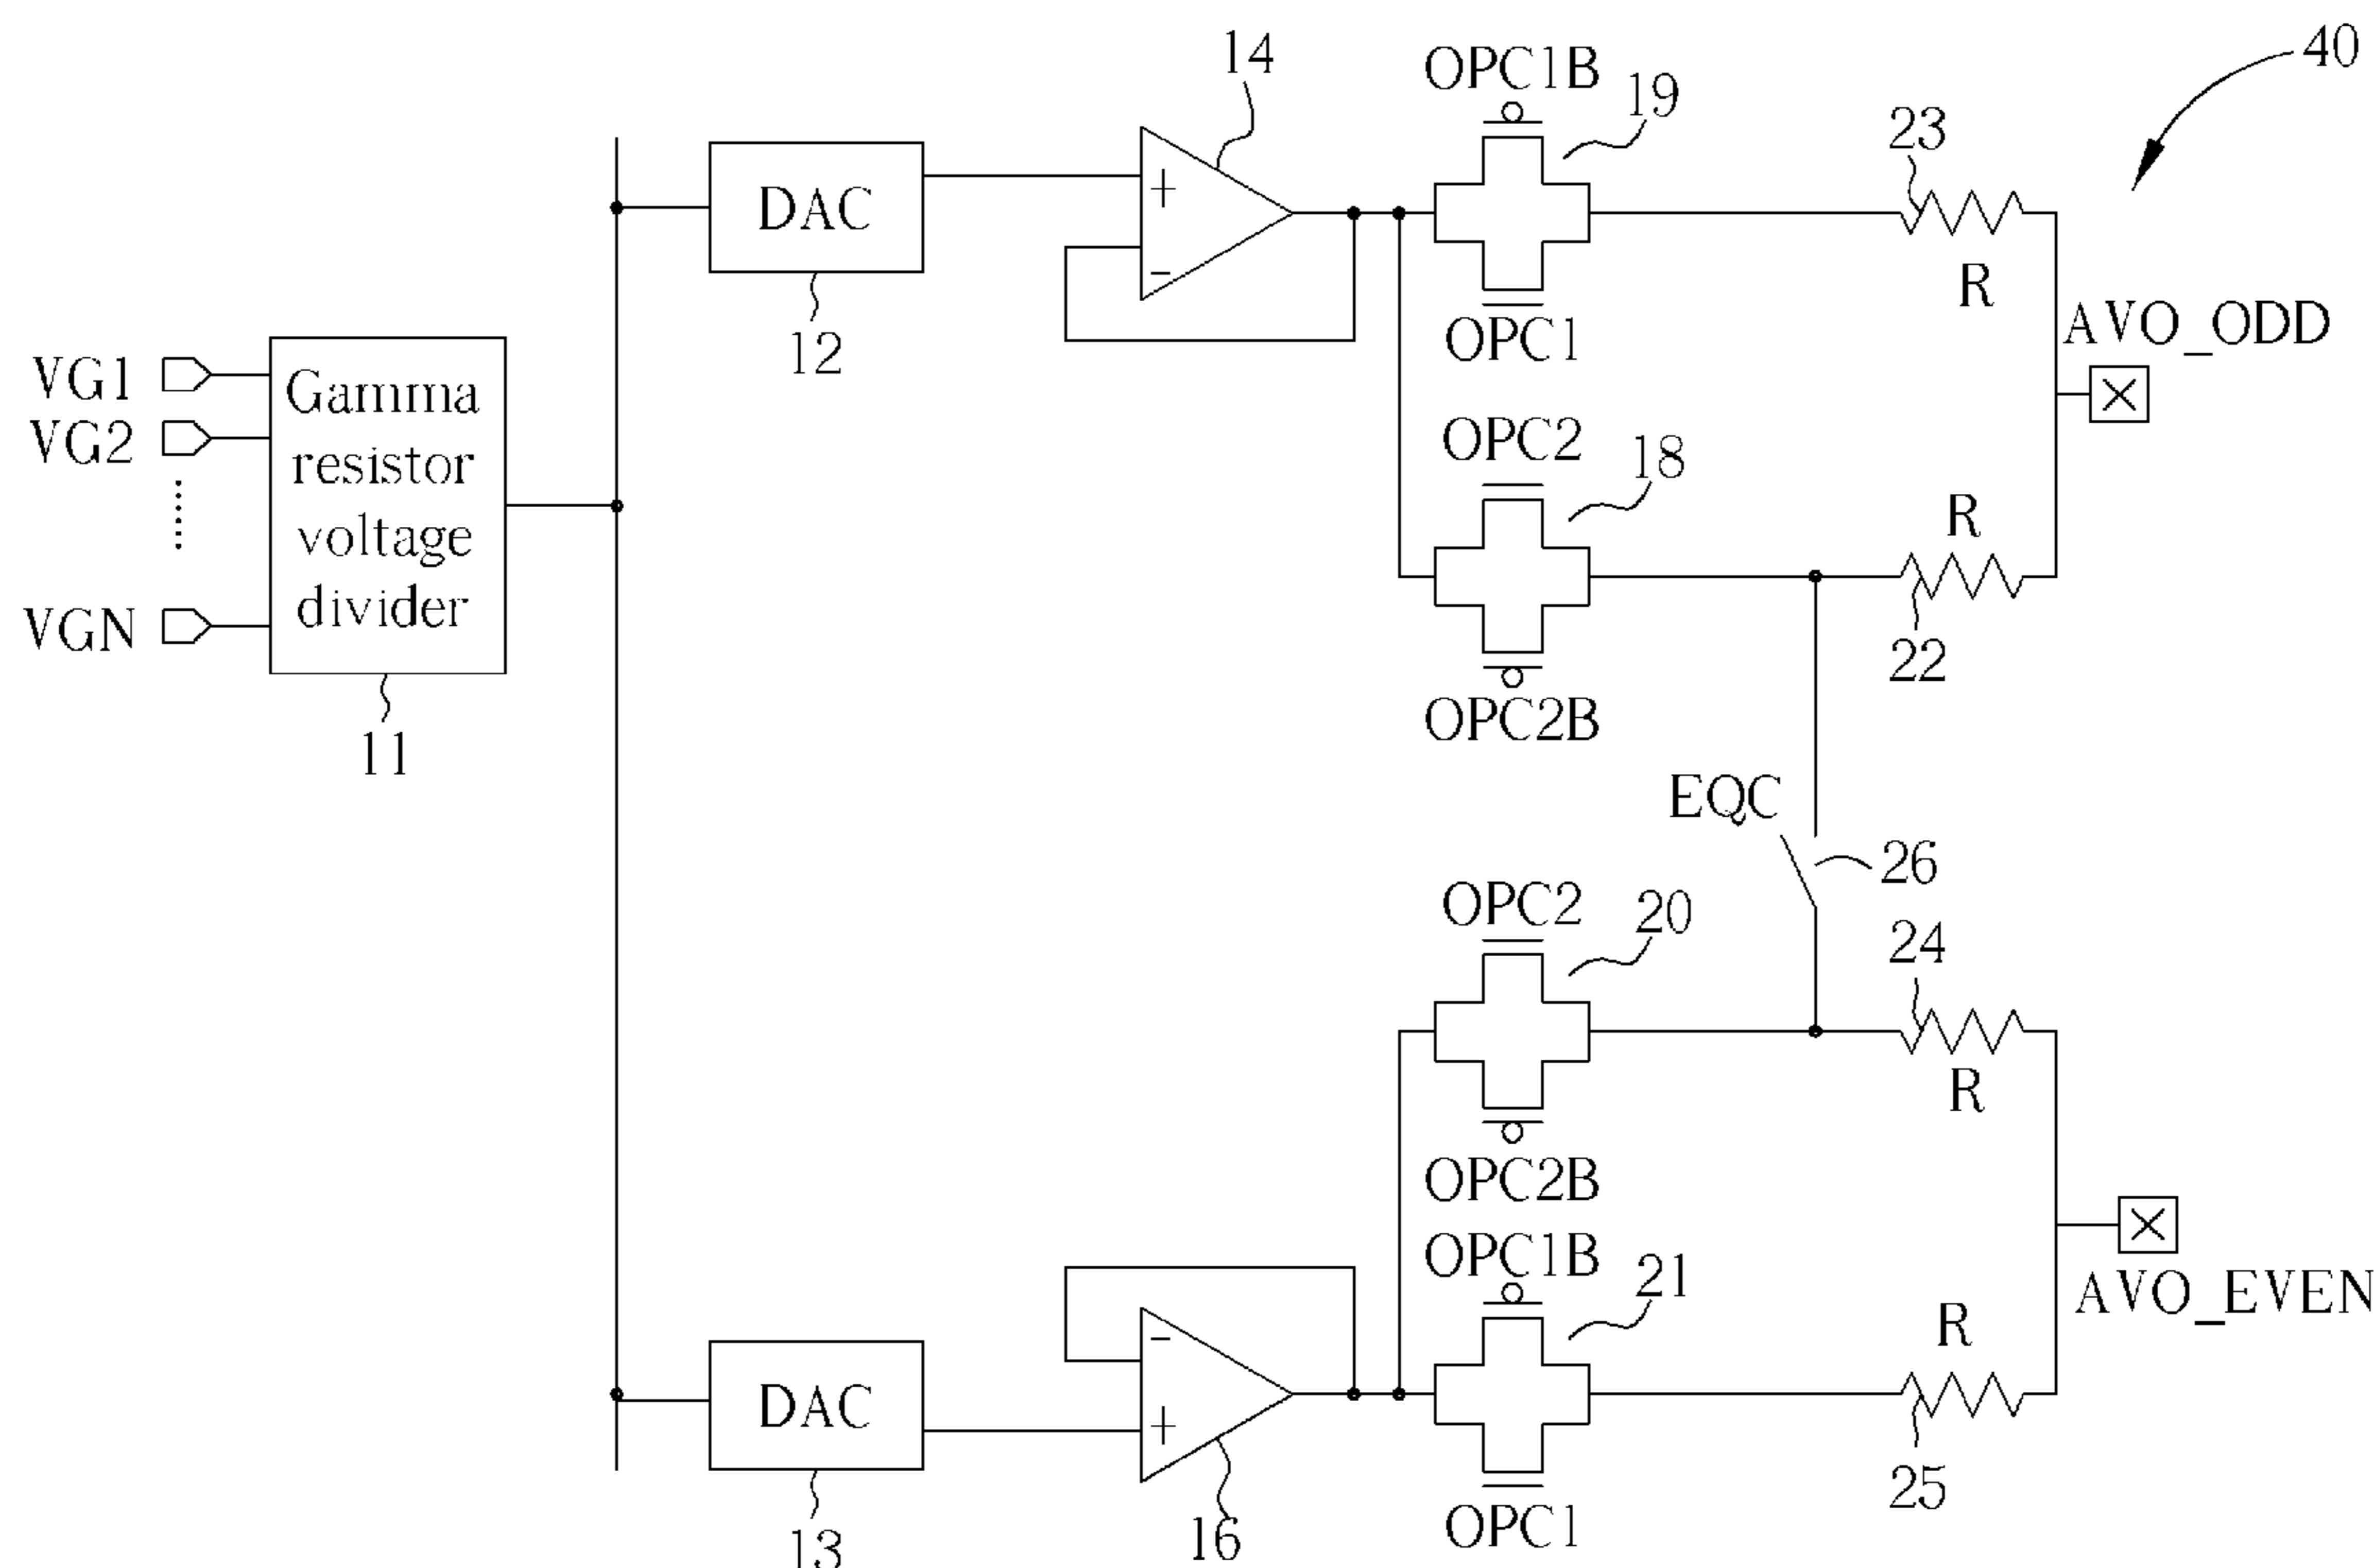 40
14
OPC1B
19
23
DAC
+
-
12
R
OPC1
AVO_ODD
VG1
VG2
VGN
Gamma
resistor
voltage
divider
11
OPC2
18
R
22
OPC2B
EQC
26
OPC2
20
24
R
OPC2B
OPC1B
21
AVO_EVEN
R
DAC
-
+
13
16
OPC1
25